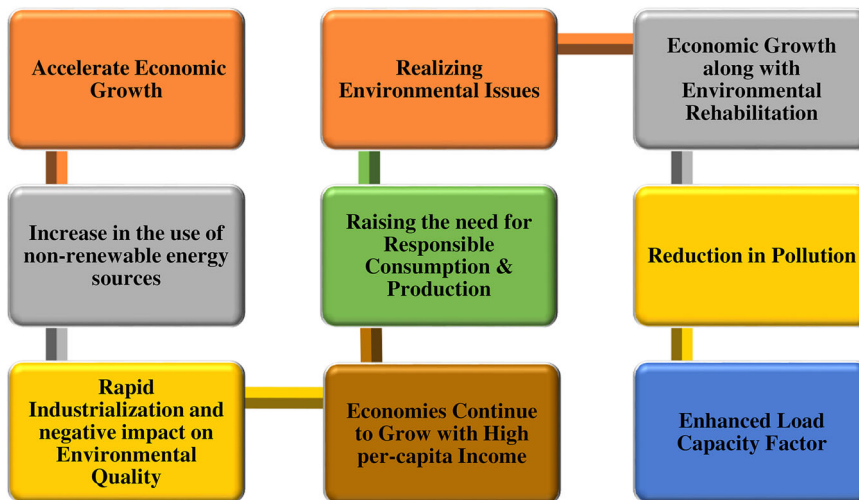 Accelerate Economic
Growth
Increase in the use of
non-renewable energy
sources
Rapid
Industrialization and
negative impact on
Environmental
Quality
Economies Continue
to Grow with High
per-capita Income
Raising the need for
Responsible
Consumption &
Production
Realizing
Environmental Issues
Economic Growth
along with
Environmental
Rehabilitation
Reduction in Pollution
Enhanced Load
Capacity Factor